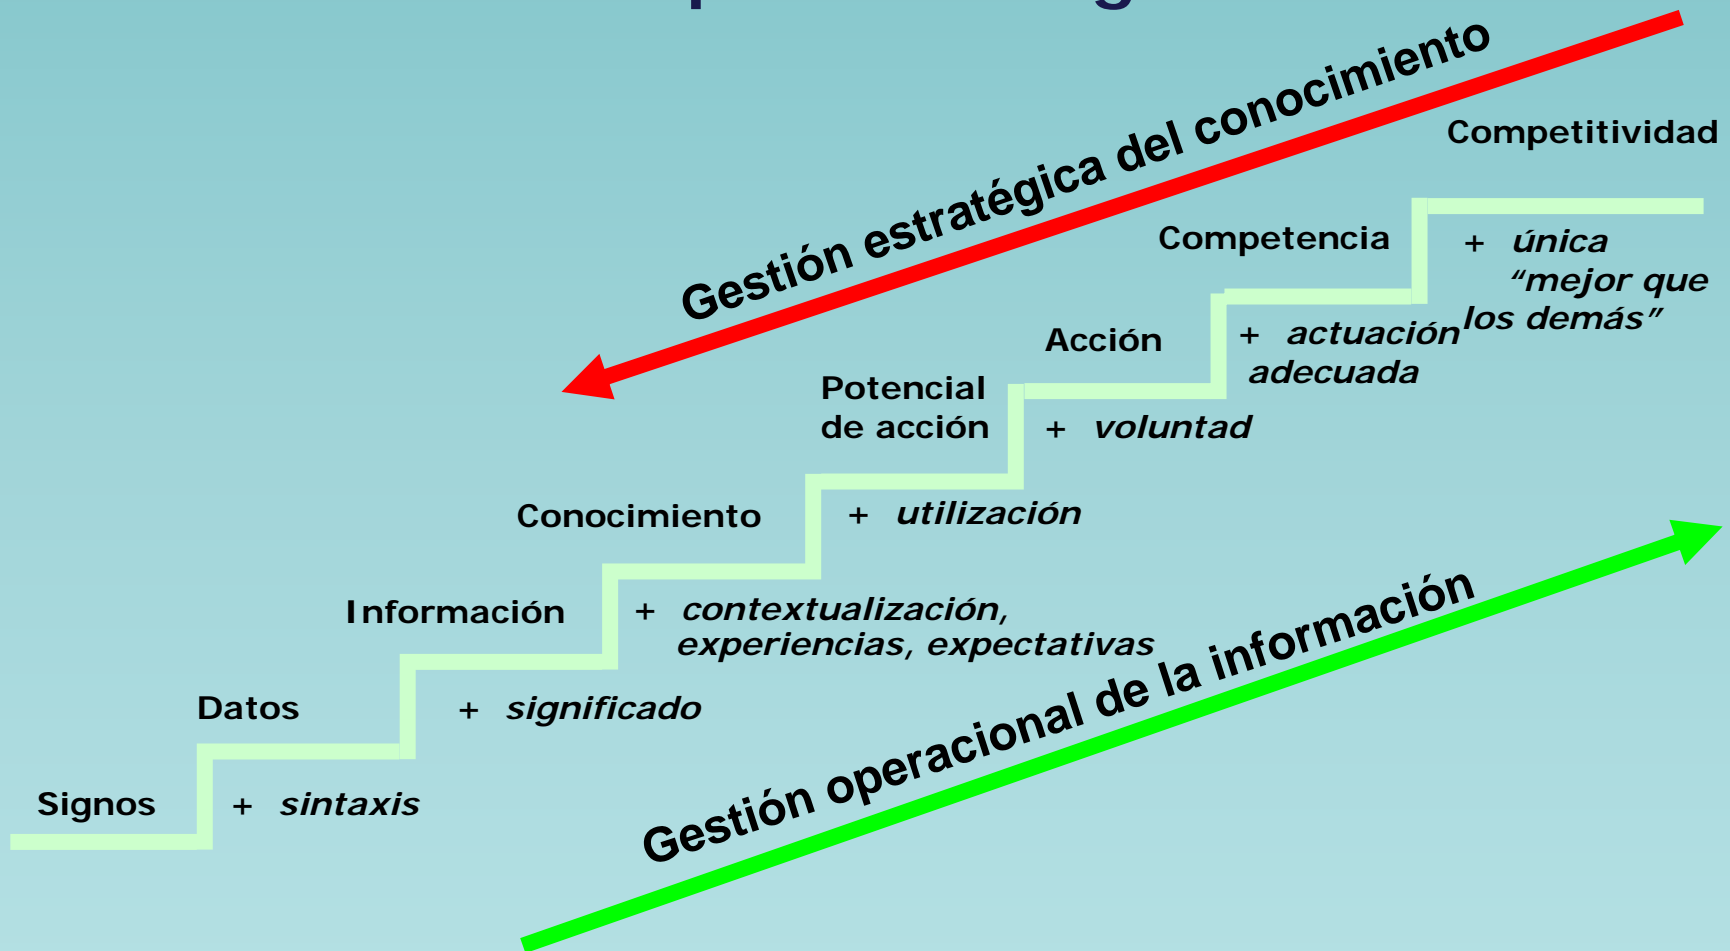 Gestión estratégica del conocimiento
Competitividad
Competencia
+ única
“mejor que
los demás”
Acción
+ actuación
adecuada
Potencial
de acción
+ voluntad
Conocimiento
+ utilización
Información
+ contextualización,
experiencias, expectativas
Datos
+ significado
Signos
+ sintaxis
Gestión operacional de la información